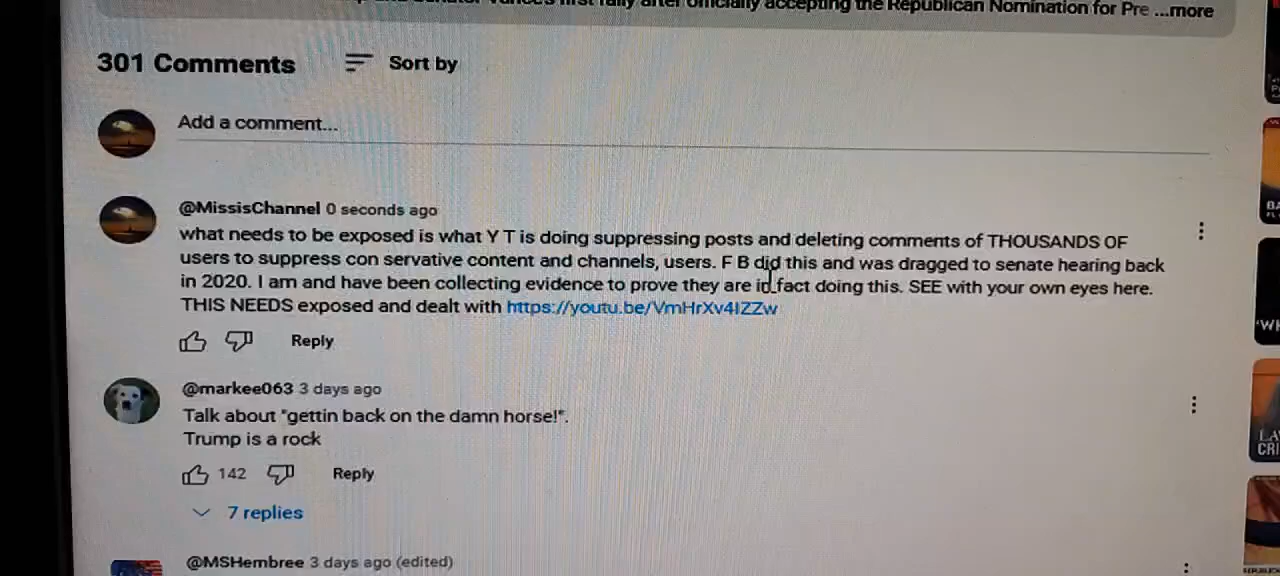 officially accepting the Republican Nomination for Pre ...more
301 Comments
Sort by
Add a comment...
@MissisChannel 0 seconds ago
what needs to be exposed is what Y T is doing suppressing posts and deleting comments of THOUSANDS OF
users to suppress con servative content and channels, users. F B did this and was dragged to senate hearing back
in 2020. I am and have been collecting evidence to prove they are in fact doing this. SEE with your own eyes here.
THIS NEEDS exposed and dealt with https://youtu.be/VmHrXv4IZZw
Reply
@markee063 3 days ago
Talk about "gettin back on the damn horse!".
Trump is a rock
142
Reply
7 replies
@MSHembree 3 days ago (edited)